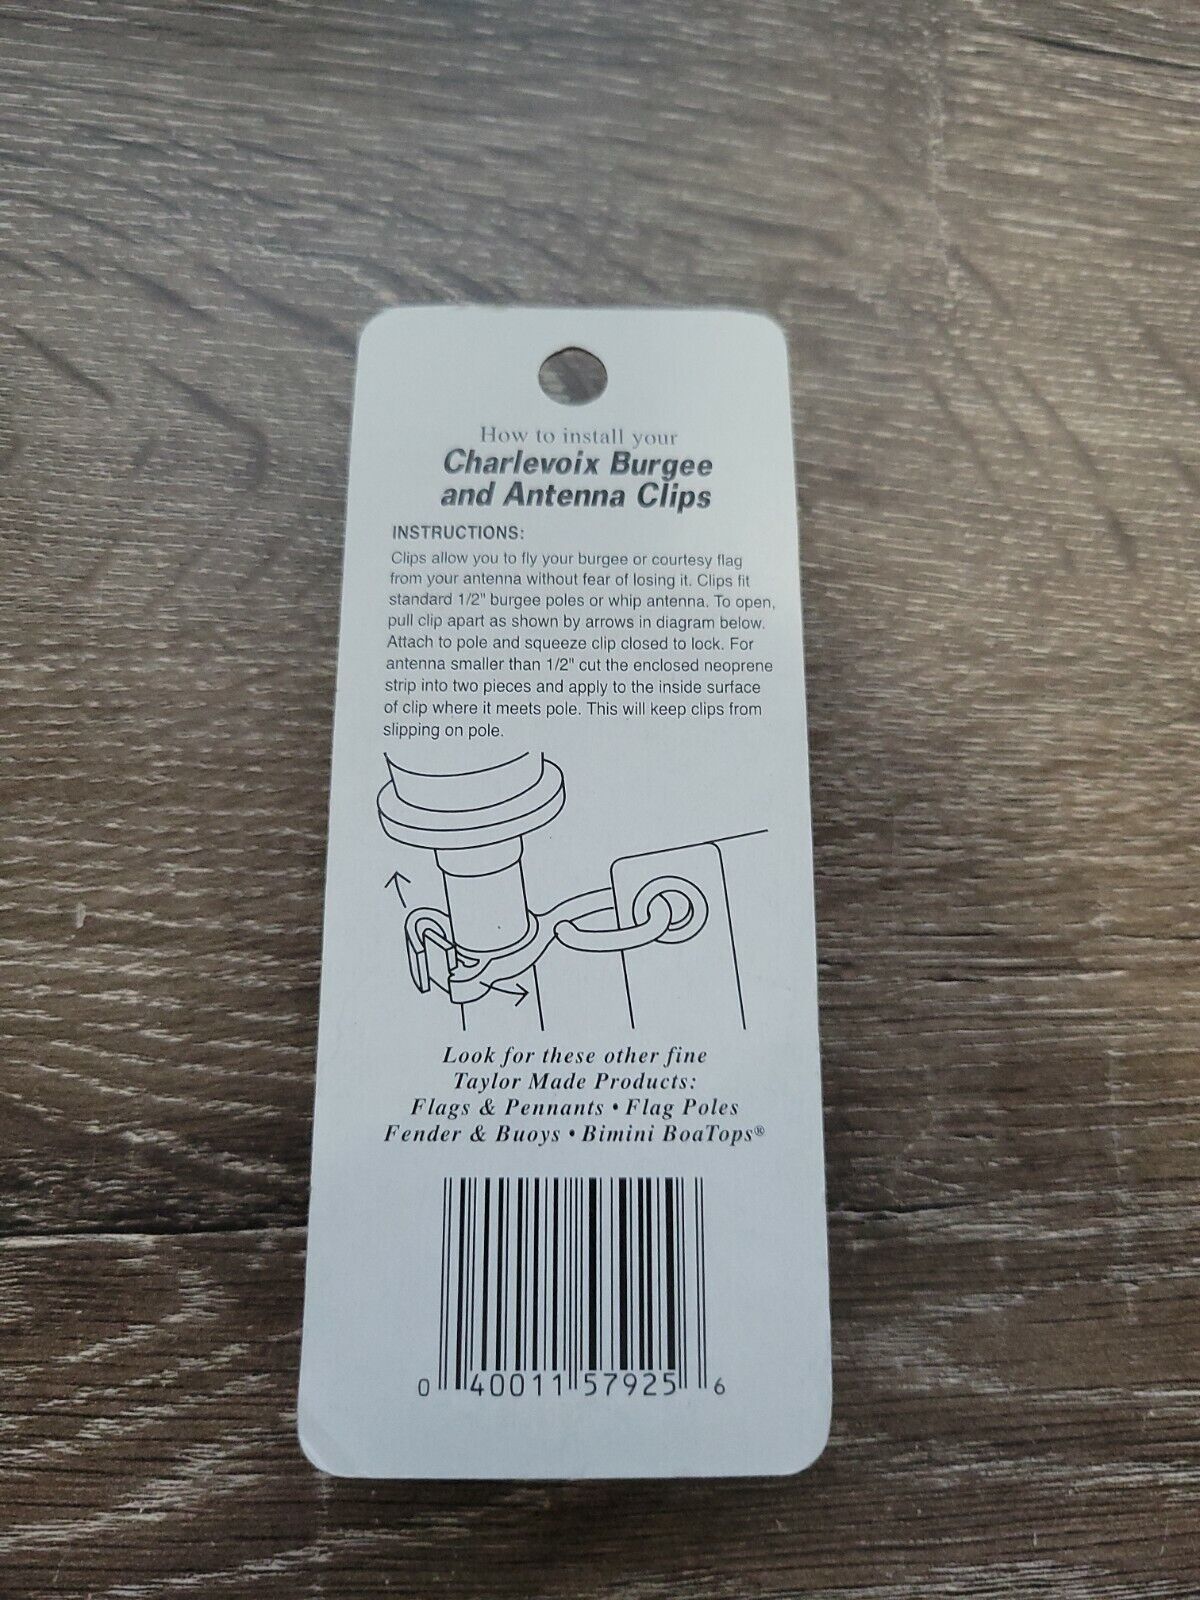 How to install your
Charlevoix Burgee
and Antenna Clips
INSTRUCTIONS:
Clips allow you to fly your burgee or courtesy flag
from your antenna without fear of losing it. Clips fit
standard 1/2" burgee poles or whip antenna. To open,
pull clip apart as shown by arrows in diagram below.
Attach to pole and squeeze clip closed to lock. For
antenna smaller than 1/2" cut the enclosed neoprene
strip into two pieces and apply to the inside surface
of clip where it meets pole. This will keep clips from
slipping on pole.
Look for these other fine
Taylor Made Products:
Flags & Pennants • Flag Poles
Fender & Buoys • Bimini BoaTops®
0 40011 57925 6